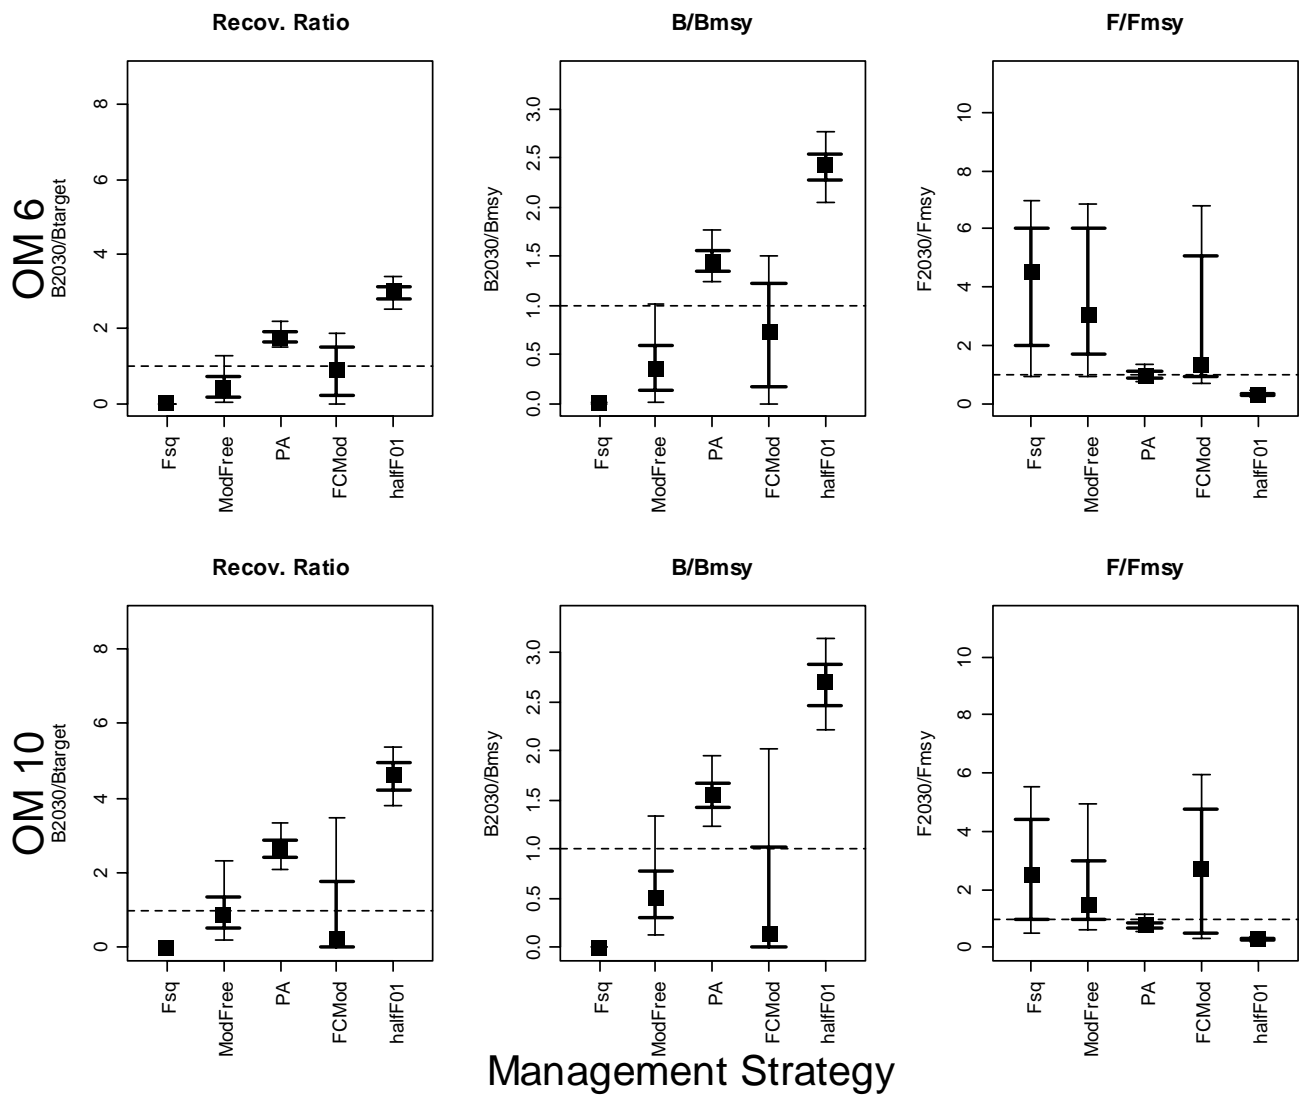 Recov. Ratio
B/Bmsy
F/Fmsy
OM 6
B2030/Btarget
0 2 4 6 8
Fsq
ModFree
PA
FCMod
halfF01
B2030/Bmsy
0.0 0.5 1.0 1.5 2.0 2.5 3.0
Fsq
ModFree
PA
FCMod
halfF01
F2030/Fmsy
0 2 4 6 8 10
Fsq
ModFree
PA
FCMod
halfF01
Recov. Ratio
B/Bmsy
F/Fmsy
OM 10
B2030/Btarget
0 2 4 6 8
Fsq
ModFree
PA
FCMod
halfF01
B2030/Bmsy
0.0 0.5 1.0 1.5 2.0 2.5 3.0
Fsq
ModFree
PA
FCMod
halfF01
F2030/Fmsy
0 2 4 6 8 10
Fsq
ModFree
PA
FCMod
halfF01
Management Strategy